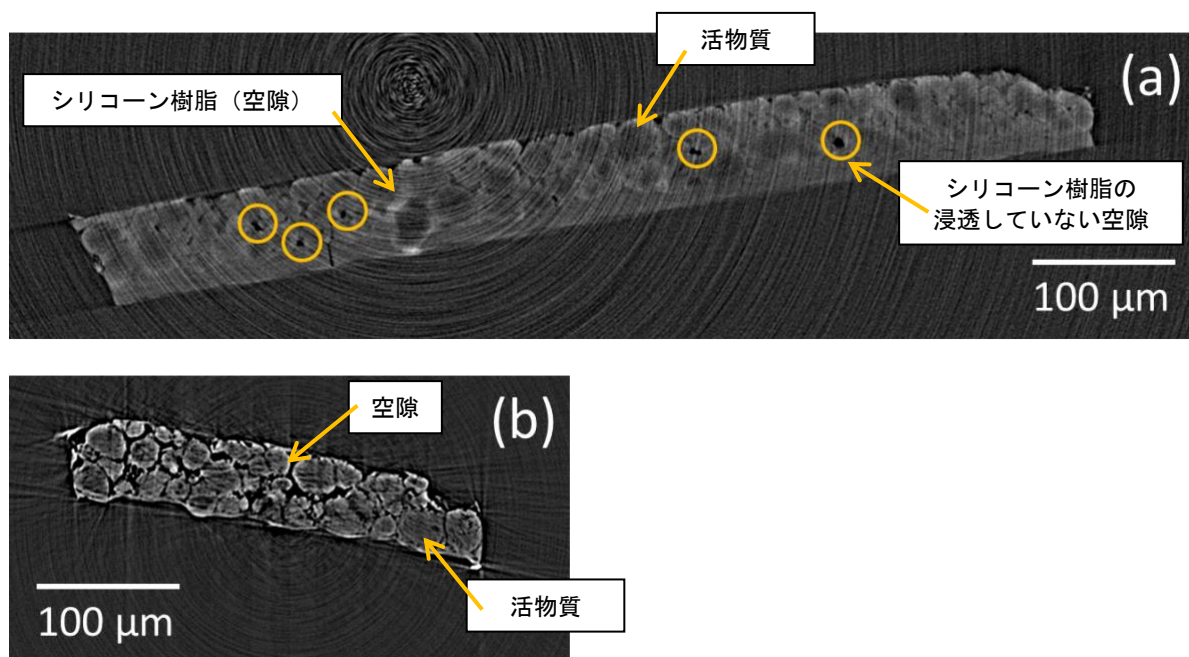 活物質
(a)
シリコーン樹脂（空隙）
シリコーン樹脂の
浸透していない空隙
100 μm
空隙
(b)
100 μm
活物質